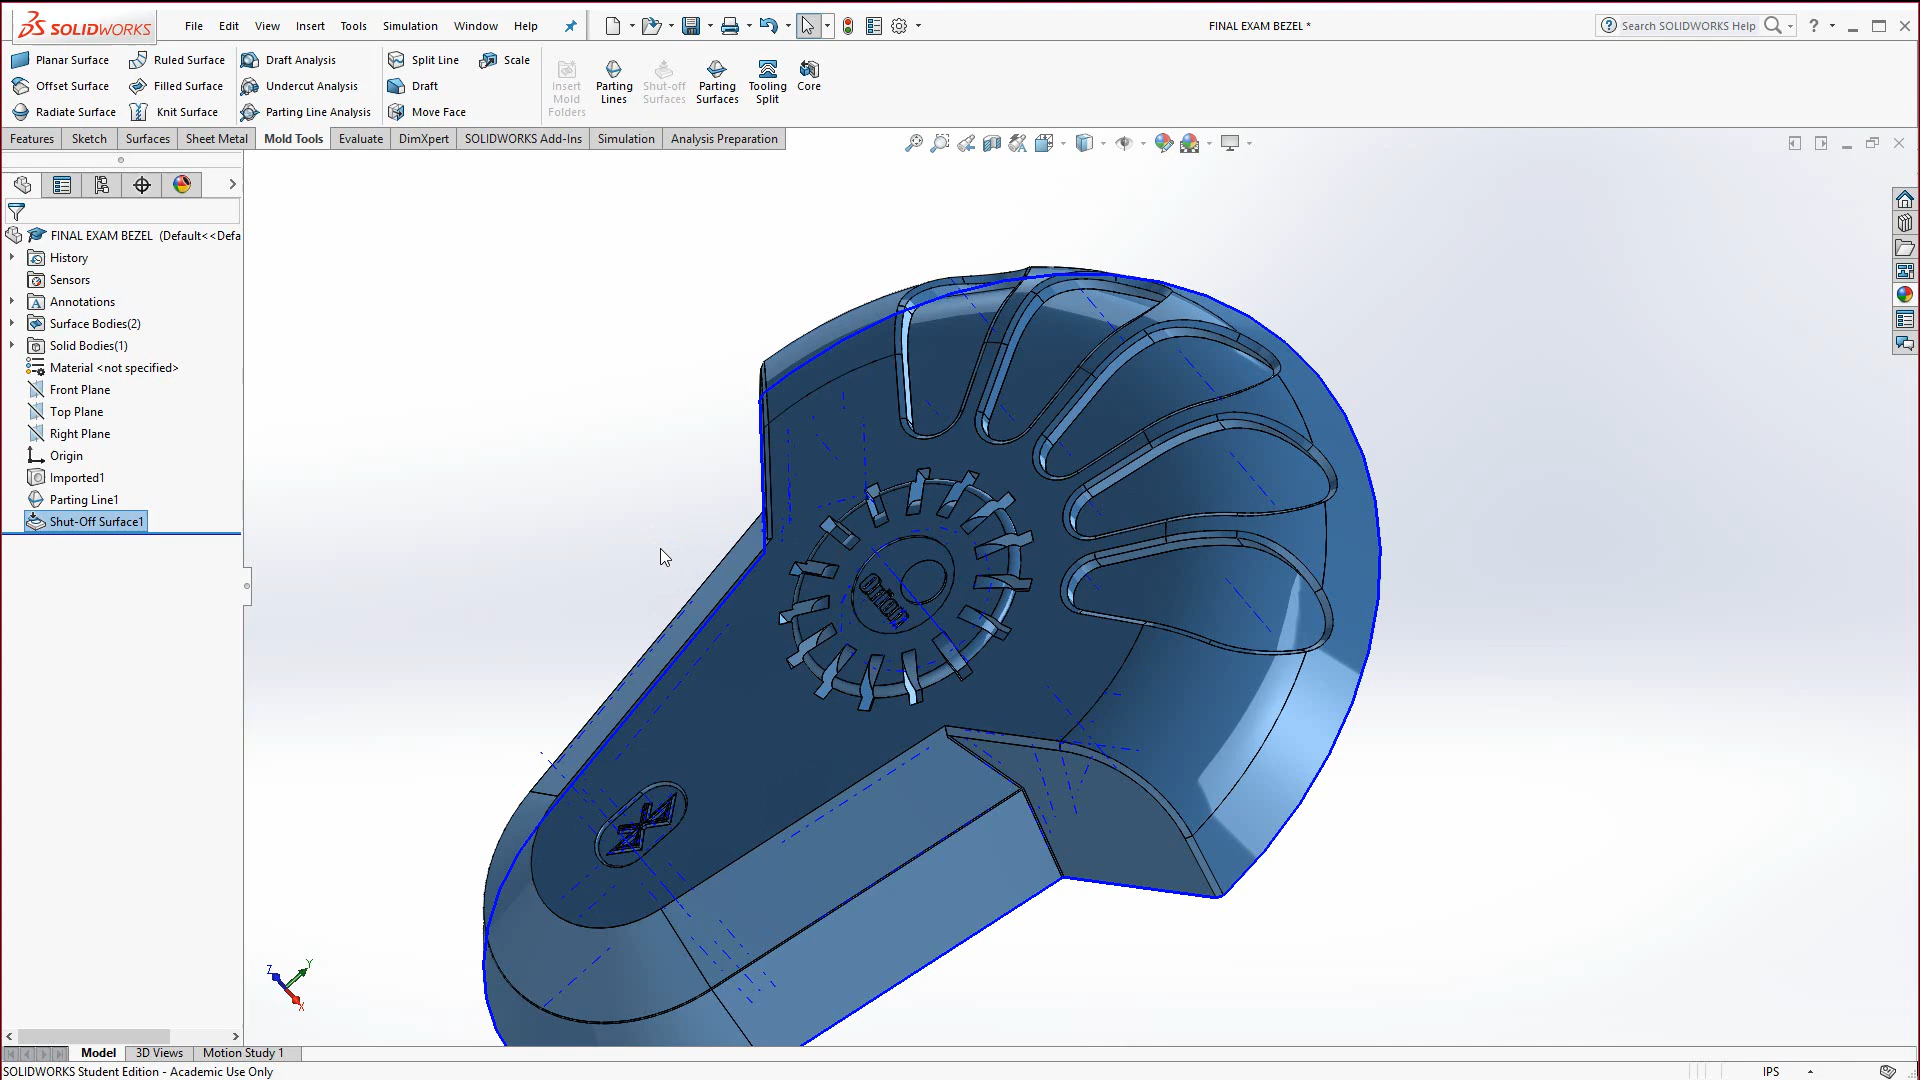 SOLIDWORKS
File Edit View Insert Tools Simulation Window Help
FINAL EXAM BEZEL *
Search SOLIDWORKS Help
Planar Surface Ruled Surface Draft Analysis Split Line Scale
Offset Surface Filled Surface Undercut Analysis Draft
Radiate Surface Knit Surface Parting Line Analysis Move Face
Insert Mold Folders
Parting Lines
Shut-off Surfaces
Parting Surfaces
Tooling Split
Core
Features Sketch Surfaces Sheet Metal Mold Tools Evaluate DimXpert SOLIDWORKS Add-Ins Simulation Analysis Preparation
FINAL EXAM BEZEL (Default<<Defa
History
Sensors
Annotations
Surface Bodies(2)
Solid Bodies(1)
Material <not specified>
Front Plane
Top Plane
Right Plane
Origin
Imported1
Parting Line1
Shut-Off Surface1
Z Y X
Model 3D Views Motion Study 1
SOLIDWORKS Student Edition - Academic Use Only
IPS